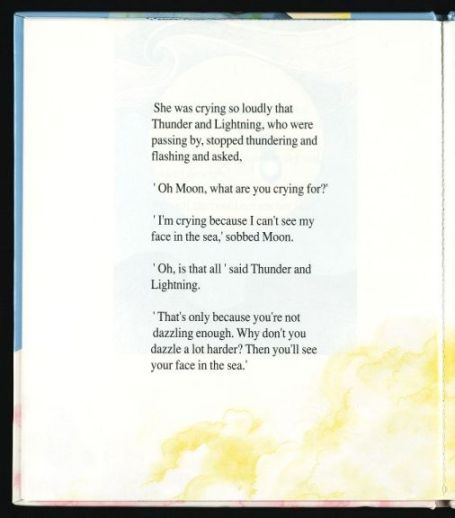 She was crying so loudly that
Thunder and Lightning, who were
passing by, stopped thundering and
flashing and asked,
'Oh Moon, what are you crying for?'
'I'm crying because I can't see my
face in the sea,' sobbed Moon.
'Oh, is that all' said Thunder and
Lightning.
'That's only because you're not
dazzling enough. Why don't you
dazzle a lot harder? Then you'll see
your face in the sea.'